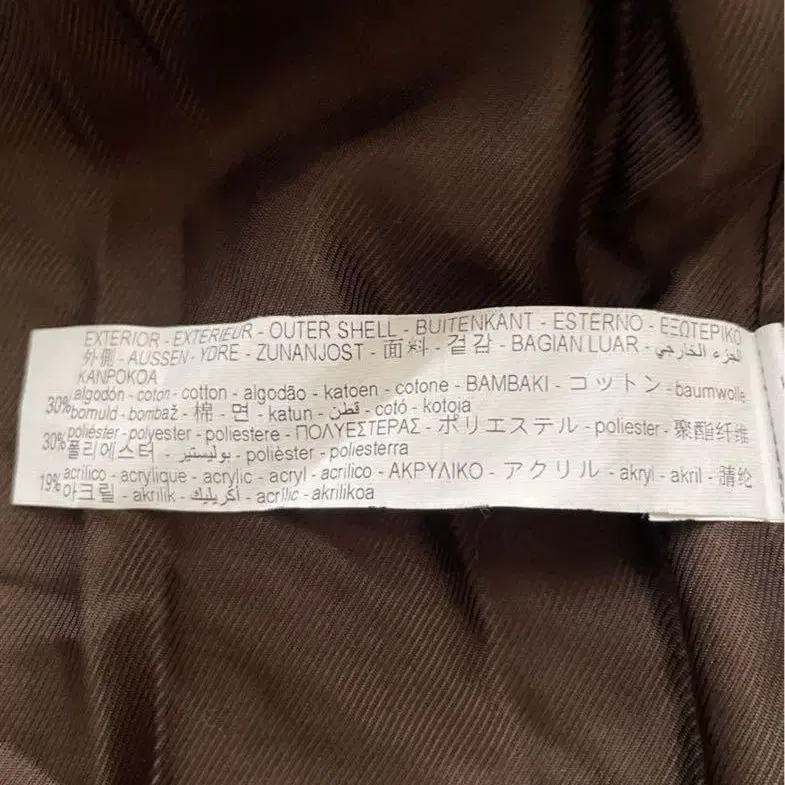 EXTERIOR - EXTÉRIEUR - OUTER SHELL - BUITENKANT - ESTERNO - ΕΞΩΤΕΡΙΚΟ
外側 - AUSSEN - YDRE - ZUNANJOST - 面料 - 겉감 - BAGIAN LUAR - الجزء الخارجي
KANPOKOA
30% algodón - coton - cotton - algodão - katoen - cotone - ΒΑΜΒΑΚΙ - コットン - baumwolle
bomuld - bombaž - 棉 - 면 - katun - قطن - cotó - kotoia
30% poliéster - polyester - poliestere - ΠΟΛΥΕΣΤΕΡΑΣ - ポリエステル - poliester - 聚酯纤维
폴리에스터 - بوليستير - polièster - poliesterra
19% acrílico - acrylique - acrylic - acryl - acrilico - ΑΚΡΥΛΙΚΟ - アクリル - akryl - akril - 腈纶
아크릴 - akrilik - أكريليك - acrílic - akrilikoa